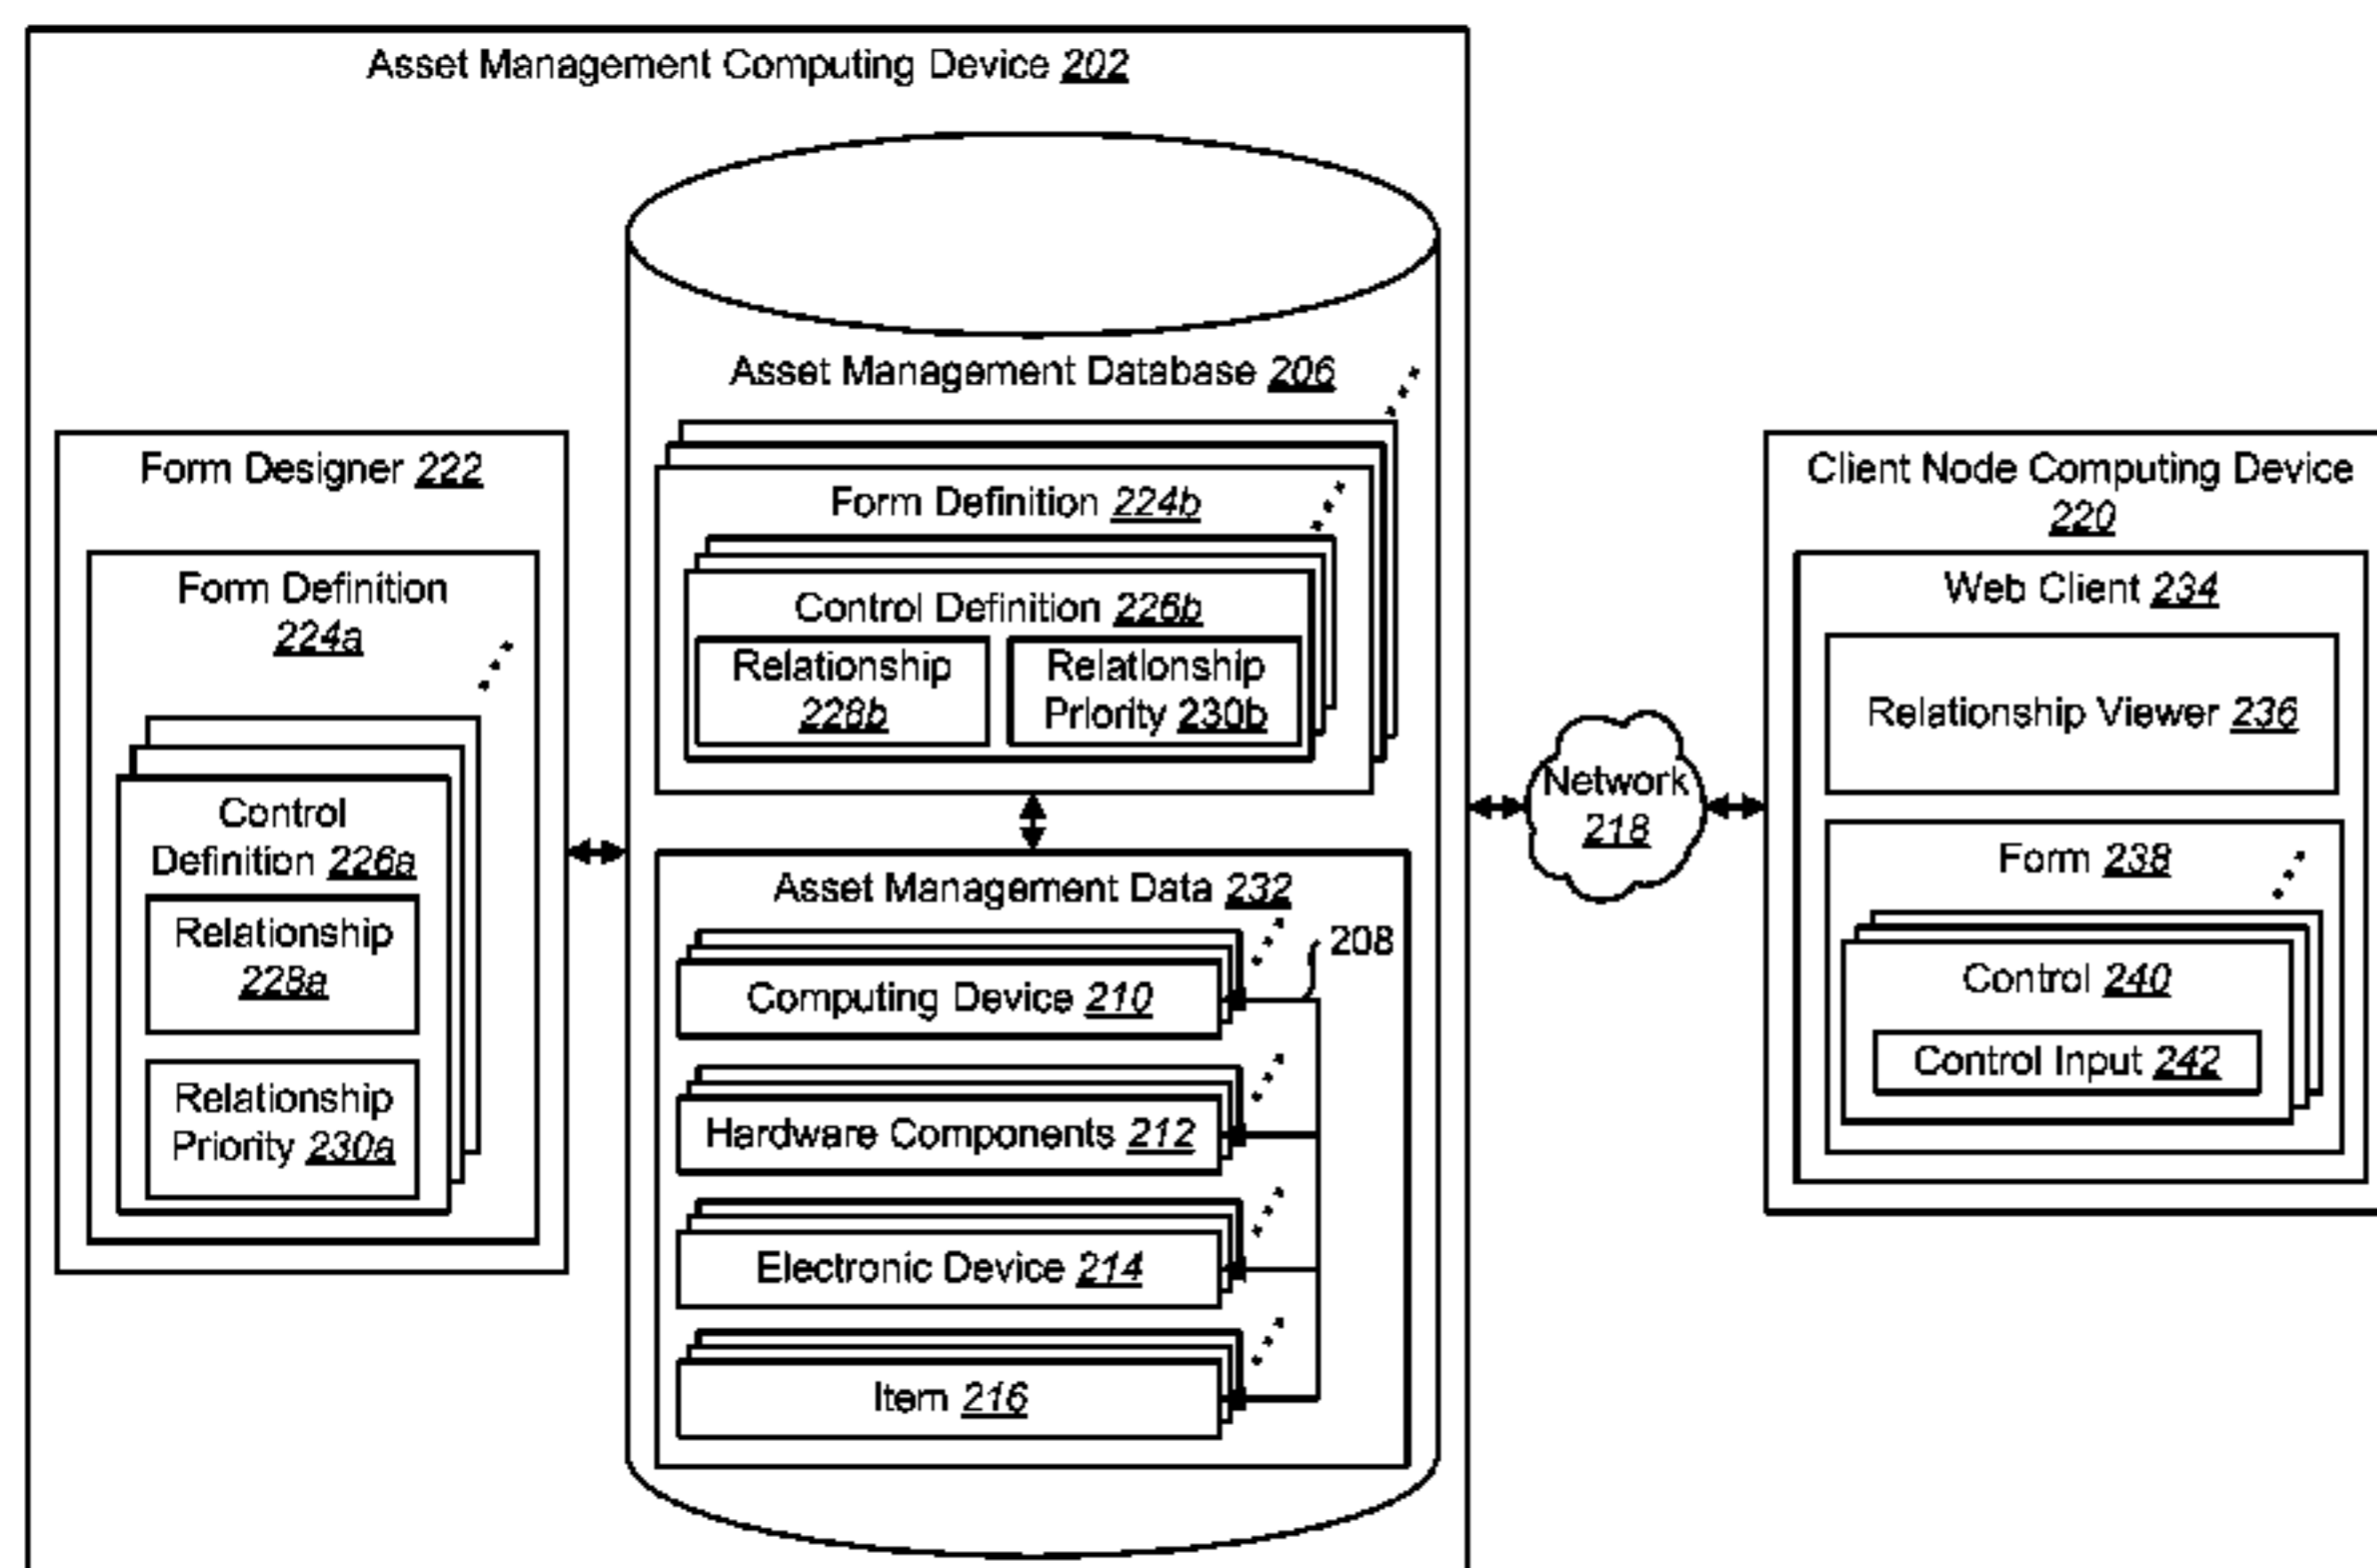 Asset Management Computing Device 202
Asset Management Database 206
Form Designer 222
Form Definition
224a
Control
Definition 226a
Relationship
228a
Relationship
Priority 230a
Form Definition 224b
Control Definition 226b
Relationship
228b
Relationship
Priority 230b
Asset Management Data 232
208
Computing Device 210
Hardware Components 212
Electronic Device 214
Item 216
Network
218
Client Node Computing Device
220
Web Client 234
Relationship Viewer 236
Form 238
Control 240
Control Input 242